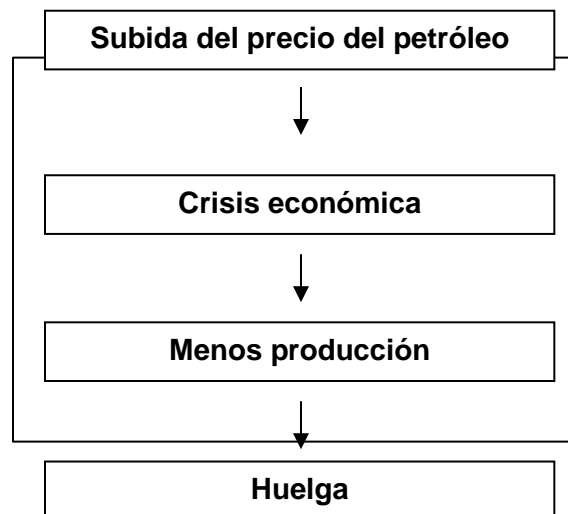 Subida del precio del petróleo
Crisis económica
Menos producción
Huelga